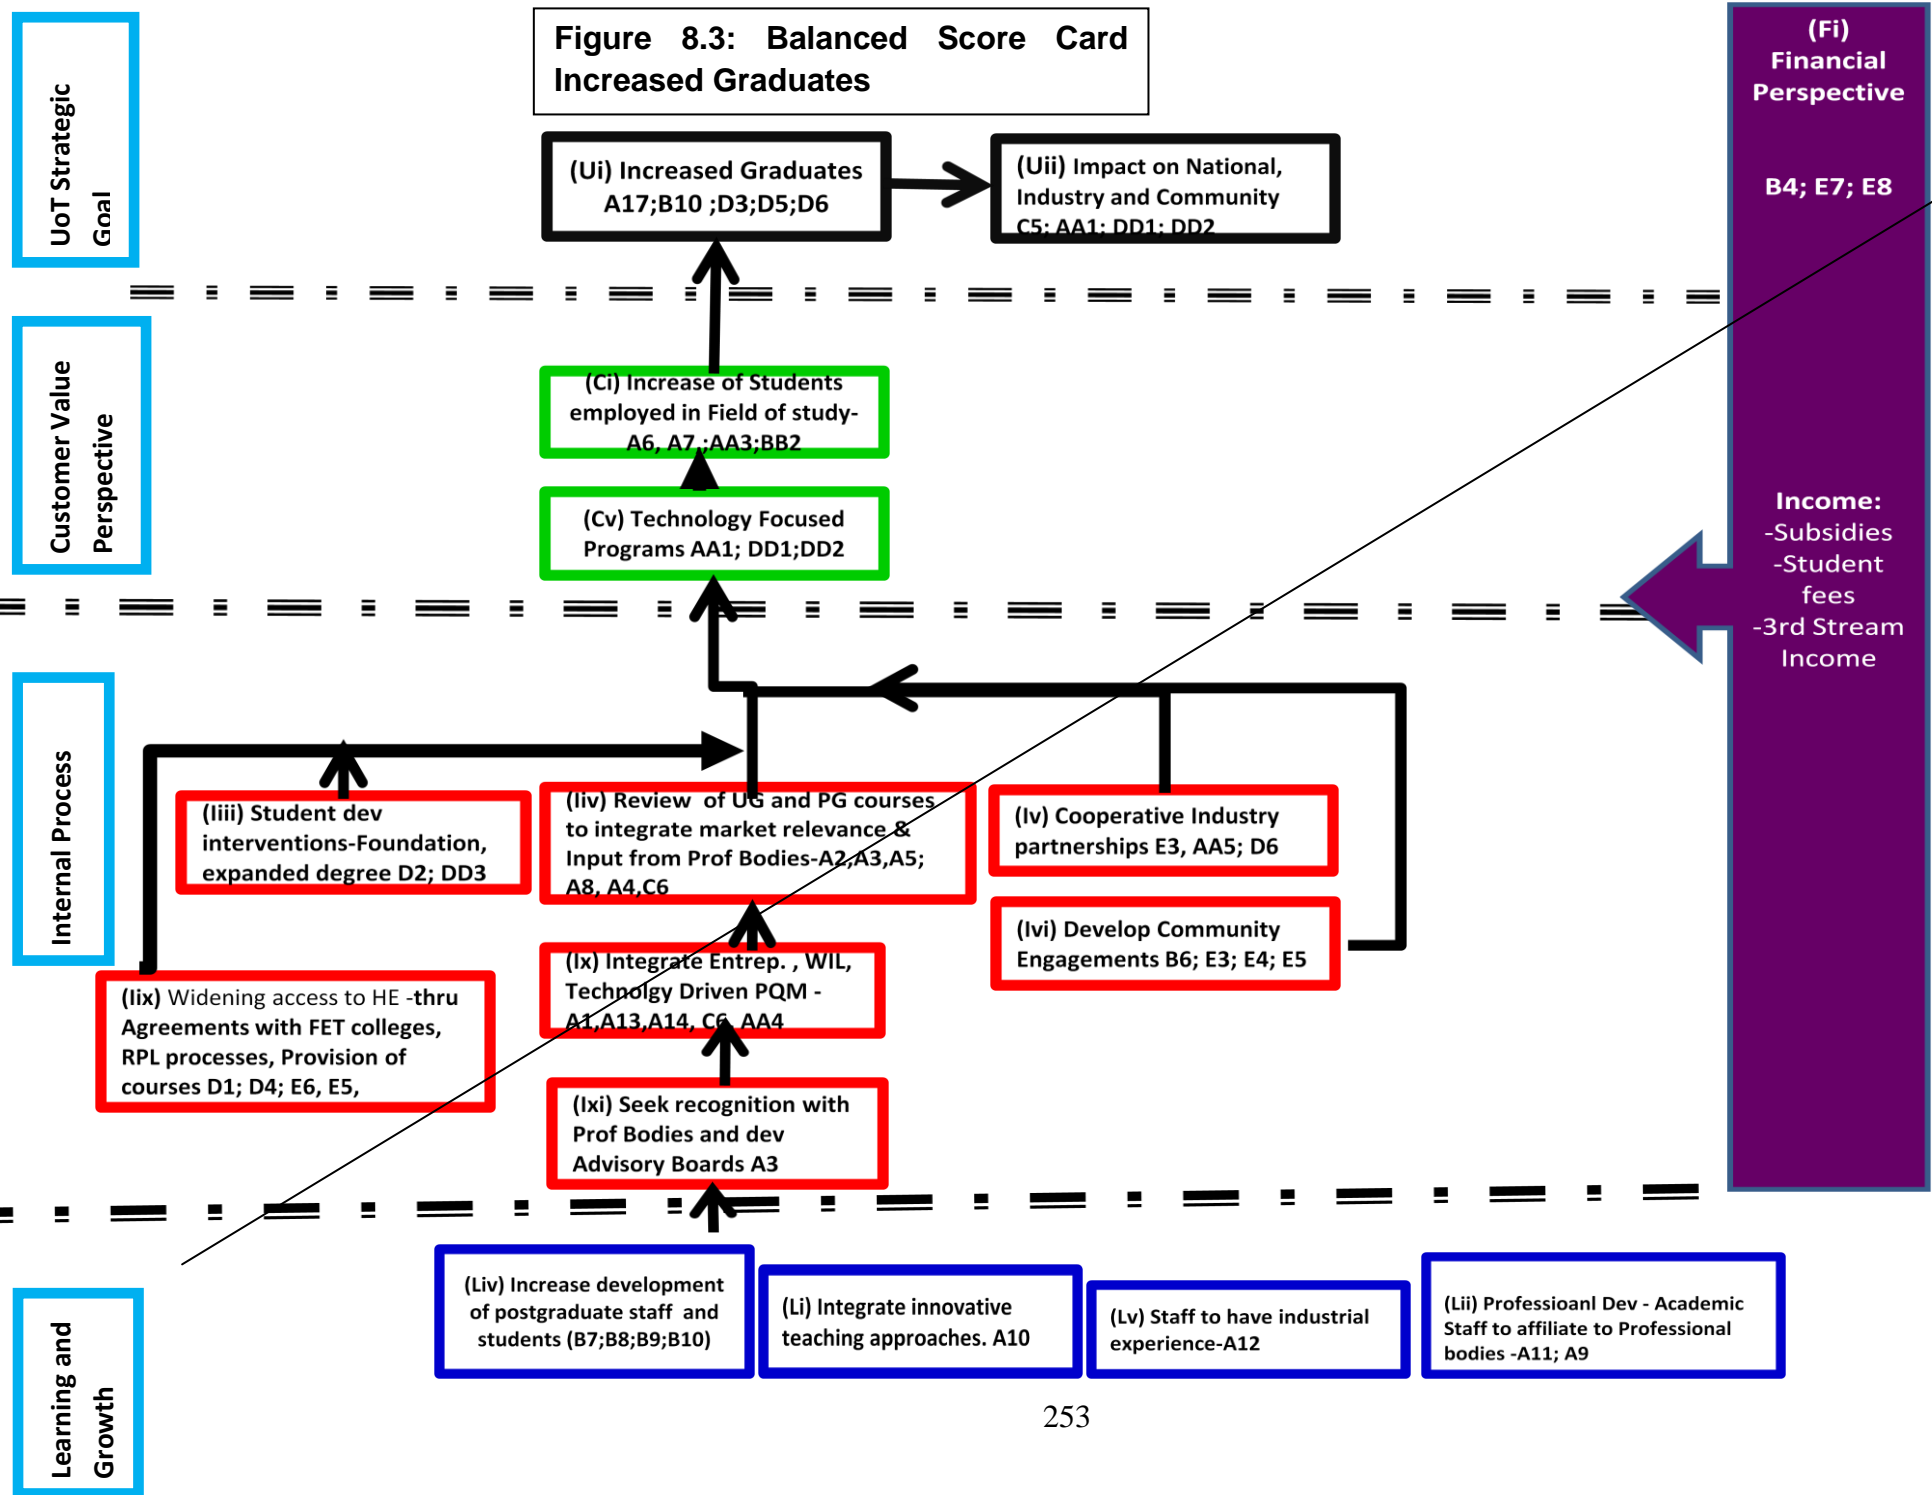 Figure 8.3: Balanced Score Card
Increased Graduates
UoT Strategic
Goal
(Ui) Increased Graduates
A17;B10 ;D3;D5;D6
(Uii) Impact on National,
Industry and Community
C5; AA1; DD1; DD2
(Fi)
Financial
Perspective
B4; E7; E8
Customer Value
Perspective
(Ci) Increase of Students
employed in Field of study-
A6, A7,;AA3;BB2
(Cv) Technology Focused
Programs AA1; DD1;DD2
Income:
-Subsidies
-Student
fees
-3rd Stream
Income
Internal Process
(Iiii) Student dev
interventions-Foundation,
expanded degree D2; DD3
(Iiv) Review of UG and PG courses
to integrate market relevance &
Input from Prof Bodies-A2,A3,A5;
A8, A4,C6
(Iv) Cooperative Industry
partnerships E3, AA5; D6
(Ivi) Develop Community
Engagements B6; E3; E4; E5
(Iix) Widening access to HE -thru
Agreements with FET colleges,
RPL processes, Provision of
courses D1; D4; E6, E5,
(Ix) Integrate Entrep. , WIL,
Technolgy Driven PQM -
A1,A13,A14, C6, AA4
(Ixi) Seek recognition with
Prof Bodies and dev
Advisory Boards A3
Learning and
Growth
(Liv) Increase development
of postgraduate staff and
students (B7;B8;B9;B10)
(Li) Integrate innovative
teaching approaches. A10
(Lv) Staff to have industrial
experience-A12
(Lii) Professioanl Dev - Academic
Staff to affiliate to Professional
bodies -A11; A9
253